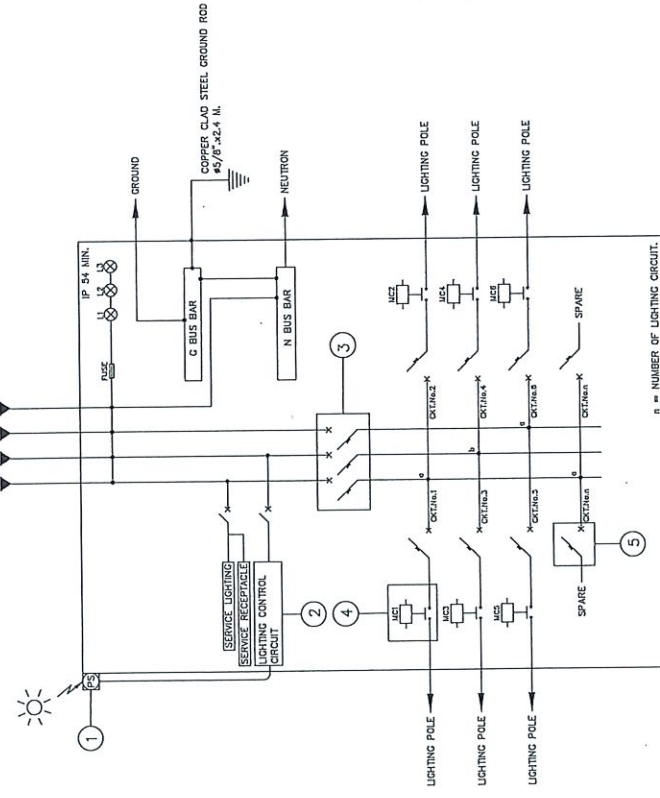 COPPER CLAD STEEL GROUND ROD
ø5/8".x2.4 M.
GROUND
NEUTRON
IP 54 MIN.
L1
L2
L3
FUSE
G BUS BAR
N BUS BAR
PS
1
SERVICE LIGHTING
SERVICE RECEPTACLE
LIGHTING CONTROL
CIRCUIT
2
3
4
MC1
MC3
MC5
MC2
MC4
MC6
CKT.No.1
CKT.No.2
CKT.No.3
CKT.No.4
CKT.No.5
CKT.No.6
CKT.No.n
CKT.No.n
a
b
a
a
SPARE
SPARE
5
LIGHTING POLE
LIGHTING POLE
LIGHTING POLE
LIGHTING POLE
LIGHTING POLE
LIGHTING POLE
n = NUMBER OF LIGHTING CIRCUIT.